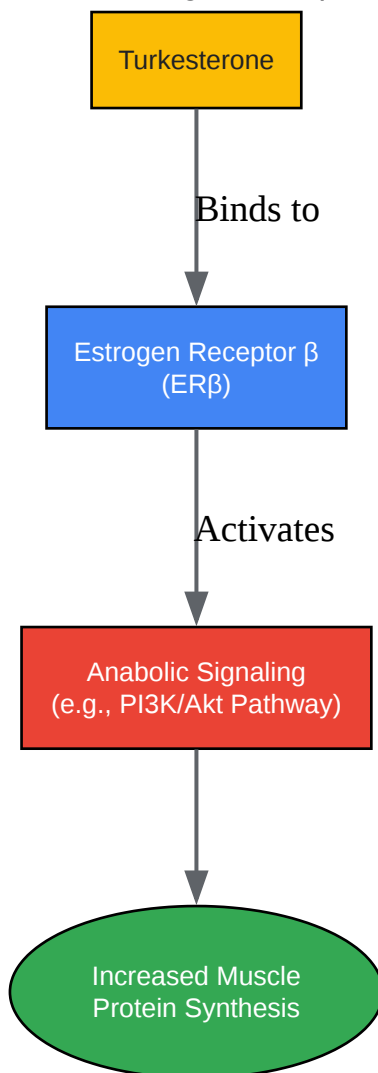 Turkesterone
Binds to
Estrogen Receptor β
(ERβ)
Activates
Anabolic Signaling
(e.g., PI3K/Akt Pathway)
Increased Muscle
Protein Synthesis